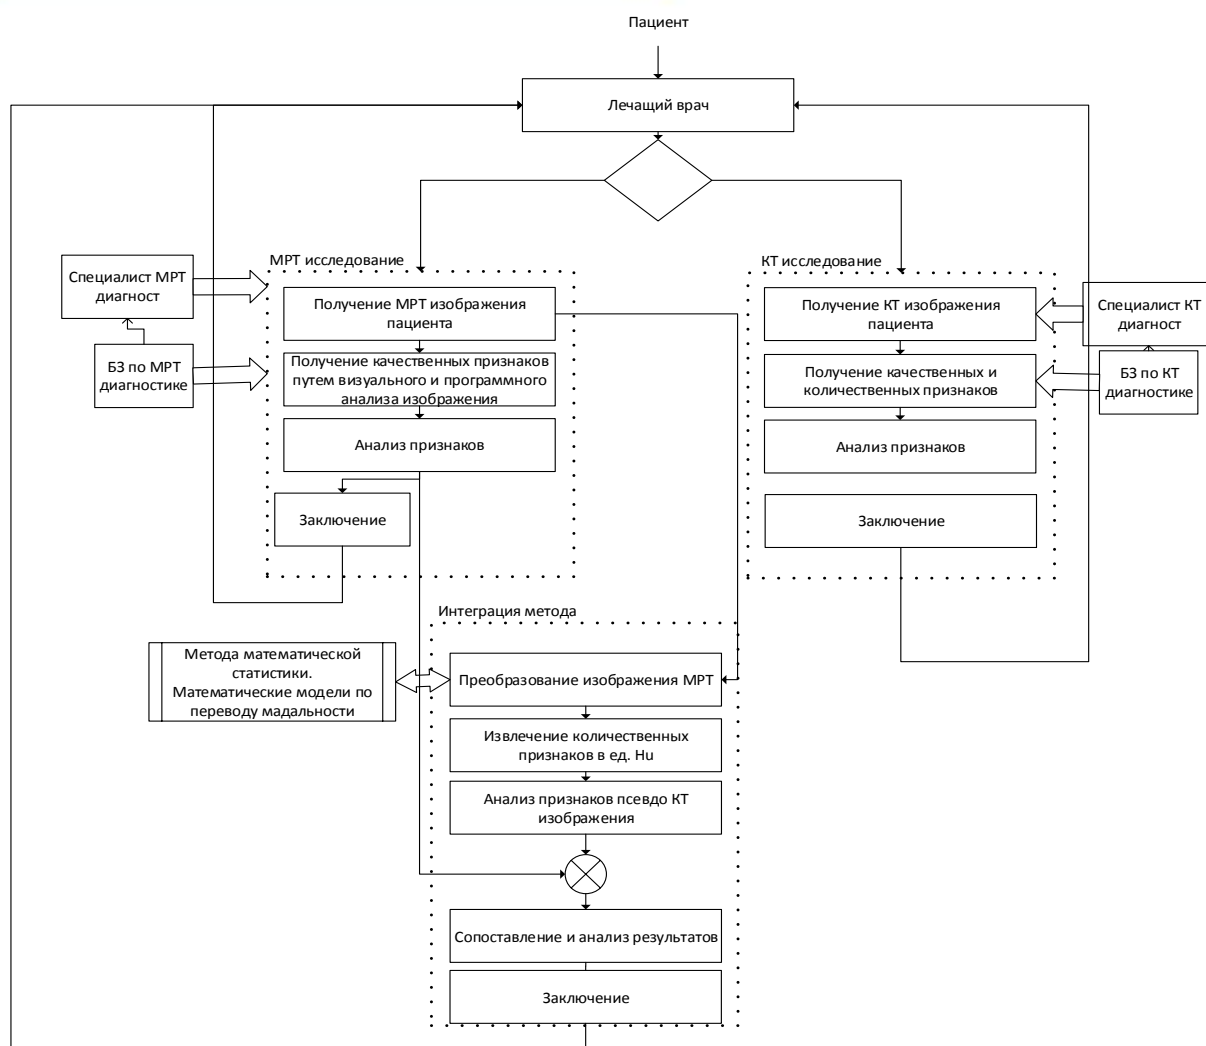 Пациент
Лечащий врач
МРТ исследование
Специалист МРТ
диагност
БЗ по МРТ
диагностике
Получение МРТ изображения
пациента
Получение качественных признаков
путем визуального и программного
анализа изображения
Анализ признаков
Заключение
КТ исследование
Получение КТ изображения
пациента
Получение качественных и
количественных признаков
Анализ признаков
Заключение
Специалист КТ
диагност
БЗ по КТ
диагностике
Интеграция метода
Метода математической
статистики.
Математические модели по
переводу мадальности
Преобразование изображения МРТ
Извлечение количественных
признаков в ед. Hu
Анализ признаков псевдо КТ
изображения
Сопоставление и анализ результатов
Заключение